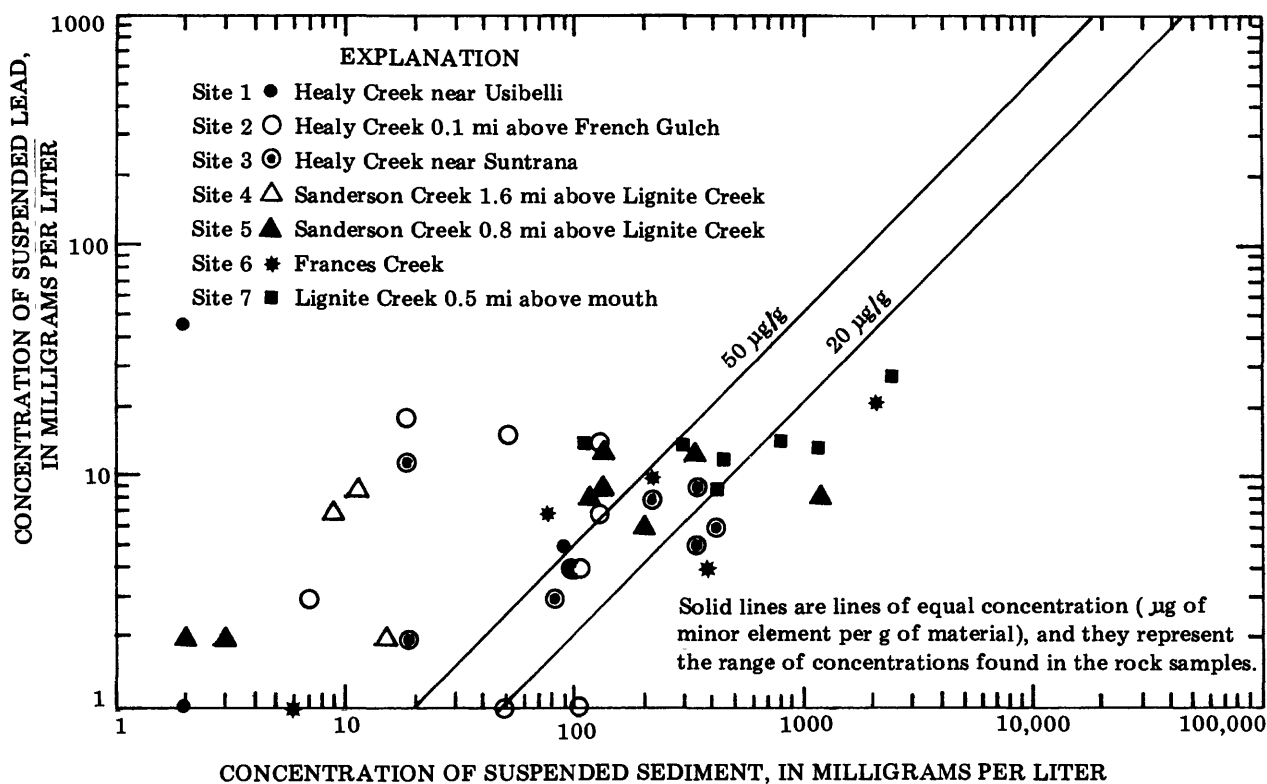 CONCENTRATION OF SUSPENDED LEAD,
IN MILLIGRAMS PER LITER
1000
100
10
1
EXPLANATION
Site 1 Healy Creek near Usibelli
Site 2 Healy Creek 0.1 mi above French Gulch
Site 3 Healy Creek near Suntrana
Site 4 Sanderson Creek 1.6 mi above Lignite Creek
Site 5 Sanderson Creek 0.8 mi above Lignite Creek
Site 6 Frances Creek
Site 7 Lignite Creek 0.5 mi above mouth
50 µg/g
20 µg/g
Solid lines are lines of equal concentration ( µg of
minor element per g of material), and they represent
the range of concentrations found in the rock samples.
1 10 100 1000 10,000 100,000
CONCENTRATION OF SUSPENDED SEDIMENT, IN MILLIGRAMS PER LITER